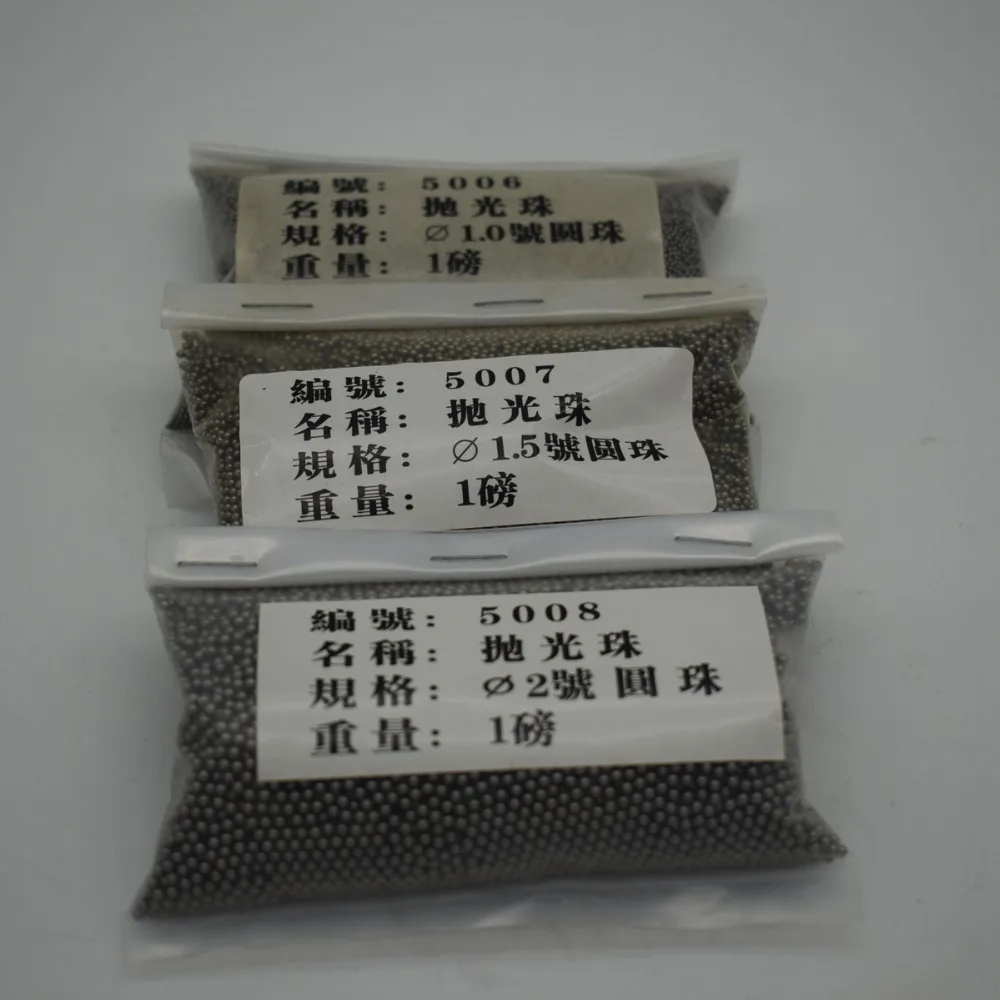 編號: 5006
名稱: 拋光珠
規格: ∅1.0號圓珠
重量: 1磅
編號: 5007
名稱: 拋光珠
規格: ∅1.5號圓珠
重量: 1磅
編號: 5008
名稱: 拋光珠
規格: ∅2號圓珠
重量: 1磅